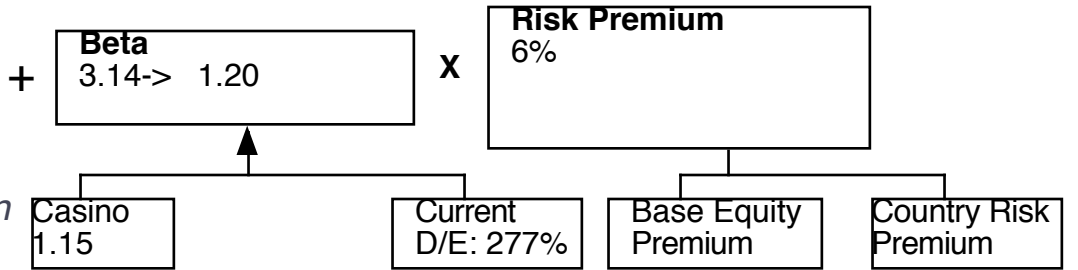 Risk Premium
6%
Beta
3.14-> 1.20
+
X
n
Casino
1.15
Current
D/E: 277%
Base Equity
Premium
Country Risk
Premium